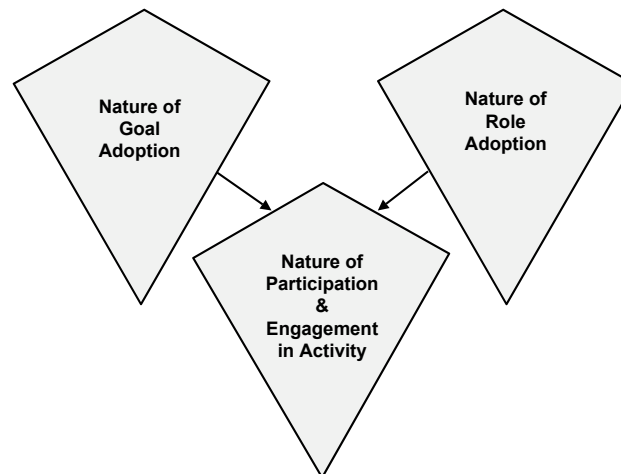 Nature of
Goal
Adoption
Nature of
Role
Adoption
Nature of
Participation
&
Engagement
in Activity